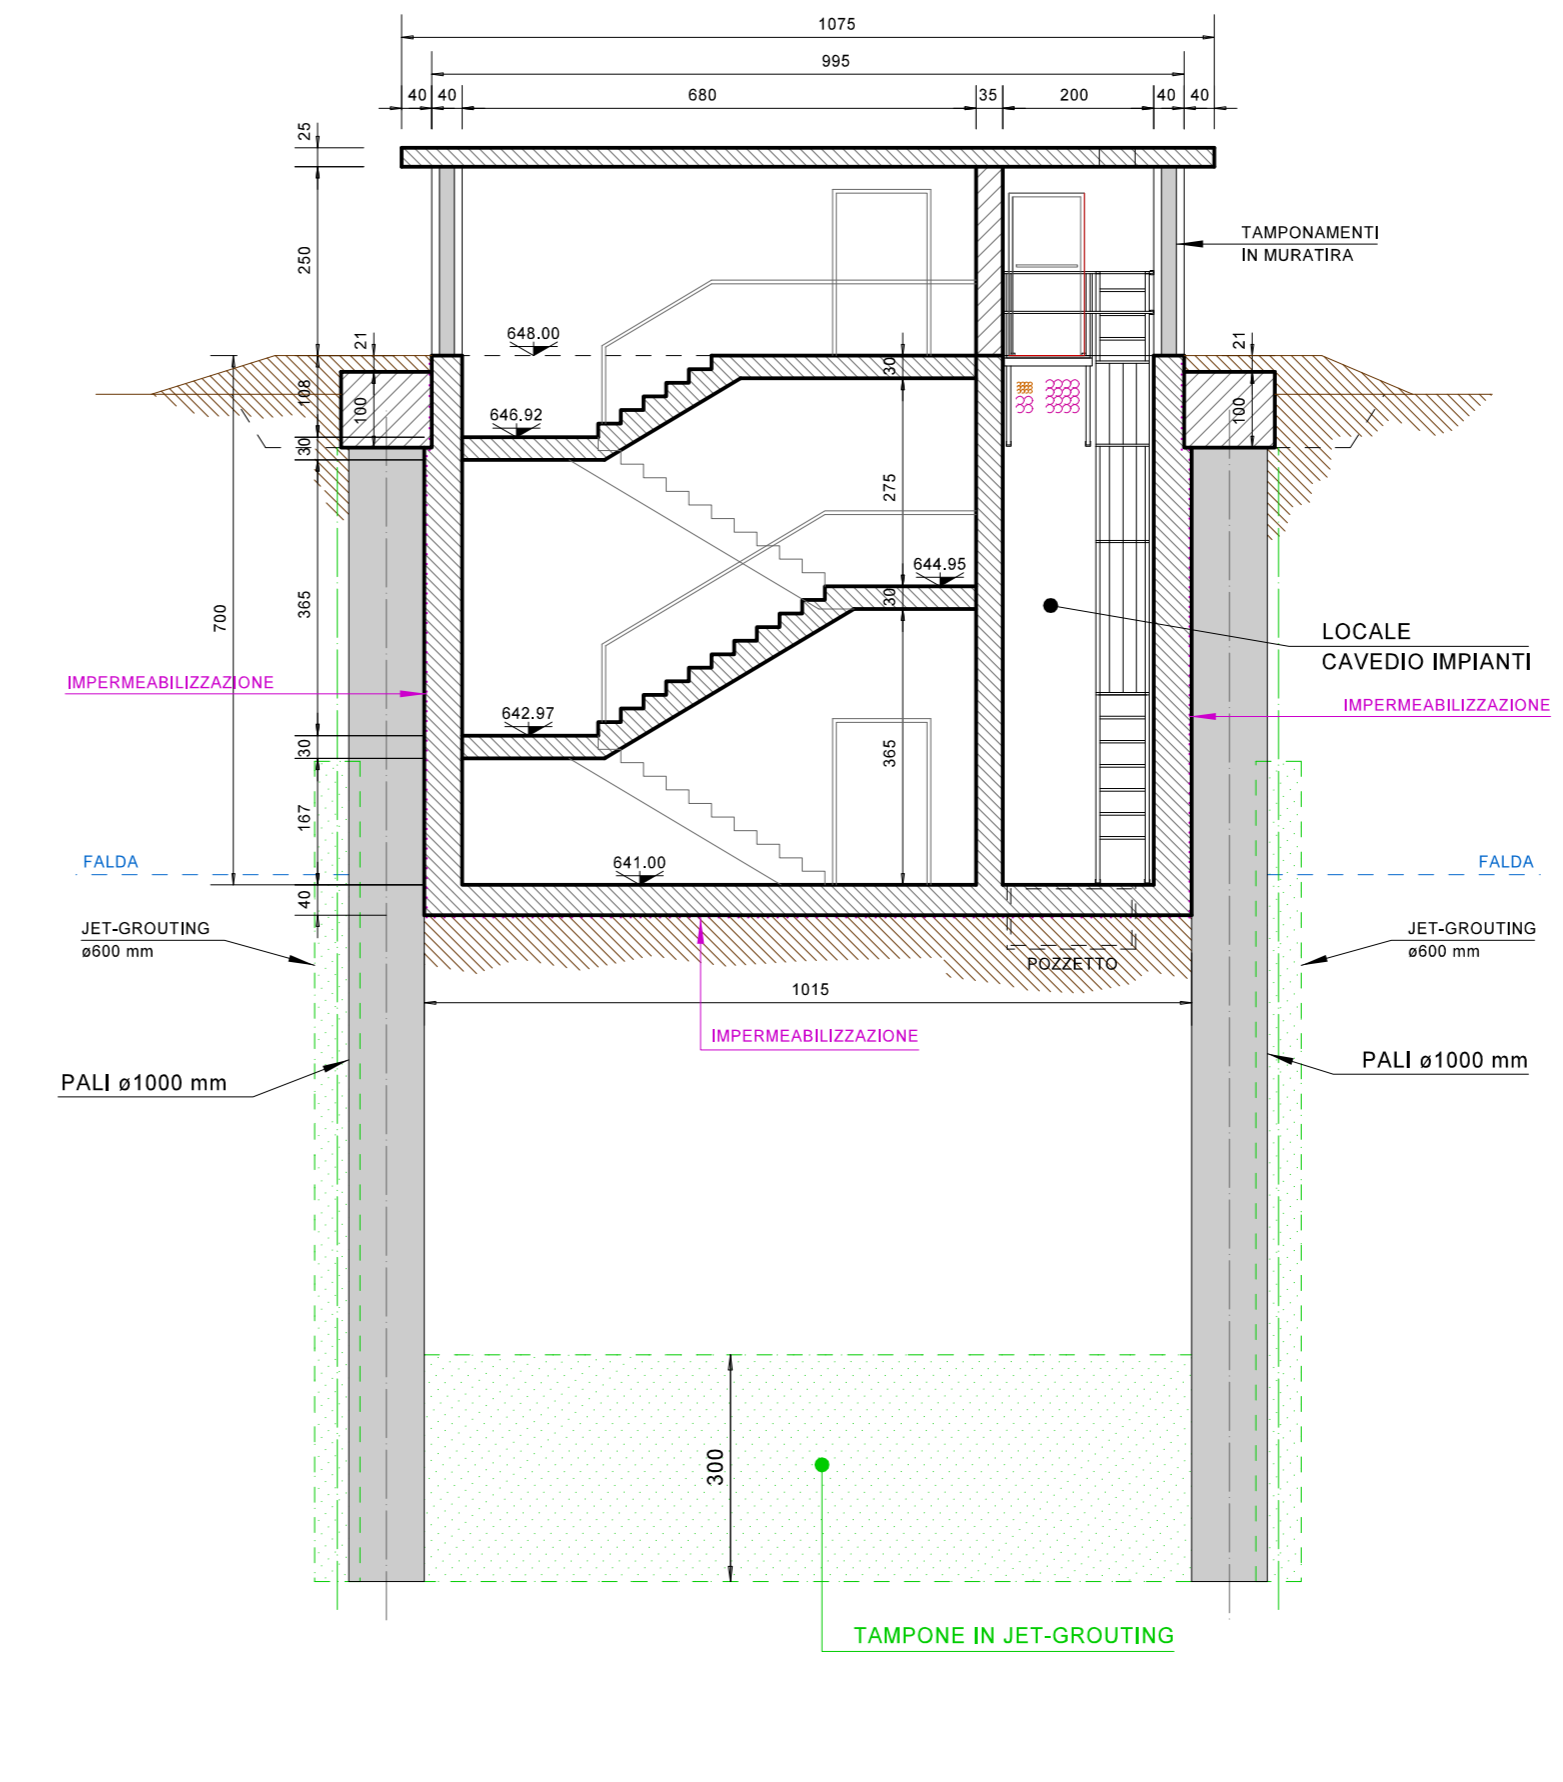 1075
995
40 40 680 35 200 40 40
25
250
TAMPONAMENTI
IN MURATIRA
648.00
21
21
30
108
100
100
646.92
30
275
644.95
30
365
700
LOCALE
CAVEDIO IMPIANTI
IMPERMEABILIZZAZIONE
IMPERMEABILIZZAZIONE
642.97
30
365
167
FALDA
641.00
FALDA
40
JET-GROUTING
ø600 mm
JET-GROUTING
ø600 mm
POZZETTO
1015
IMPERMEABILIZZAZIONE
PALI ø1000 mm
PALI ø1000 mm
300
TAMPONE IN JET-GROUTING